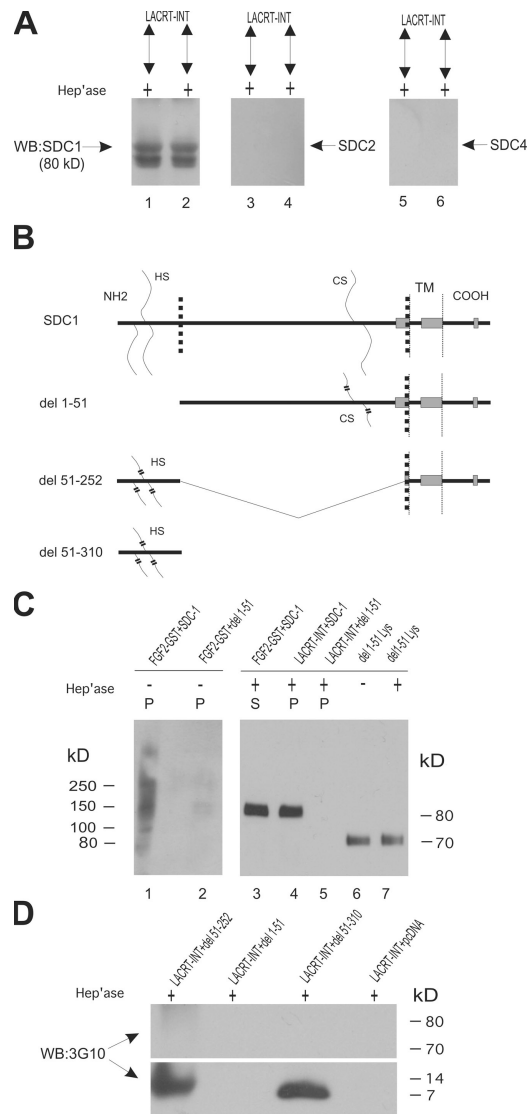 A
LACRT-INT LACRT-INT LACRT-INT
Hep'ase + + + + + +
WB:SDC1 (80 kD) SDC2 SDC4
1 2 3 4 5 6
B
NH2 HS CS TM COOH
SDC1
del 1-51 CS
del 51-252 HS
HS
del 51-310
C
FGF2-GST+SDC-1 FGF2-GST+del 1-51 FGF2-GST+SDC-1 LACRT-INT+SDC-1 LACRT-INT+del 1-51 del 1-51 Lys del1-51 Lys
Hep'ase - - + + + - +
P P S P P
kD kD
250
150
100
80
80
70
1 2 3 4 5 6 7
D
LACRT-INT+del 51-252 LACRT-INT+del 1-51 LACRT-INT+del 51-310 LACRT-INT+pcDNA
Hep'ase + + + + kD
80
WB:3G10 70
14
7
1 2 3 4